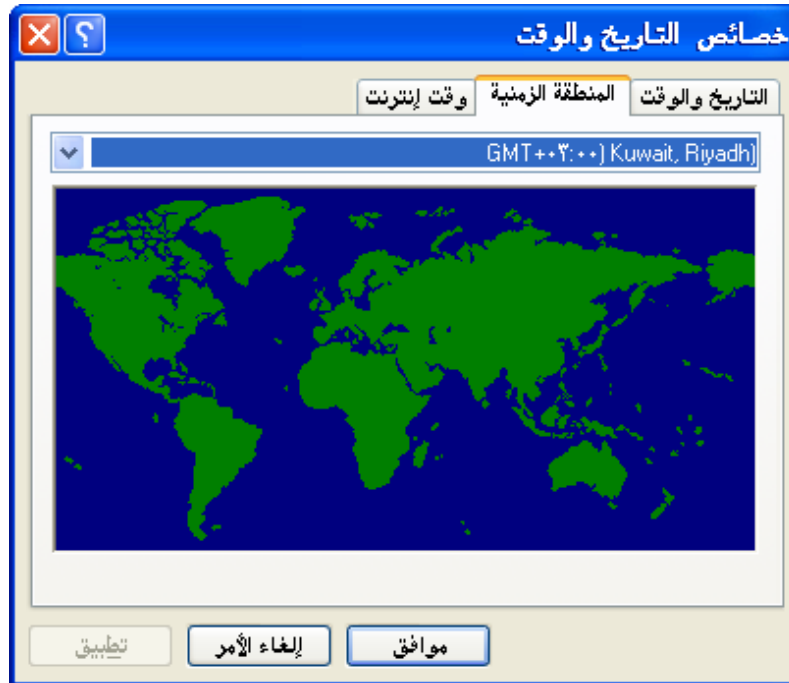 خصائص التاريخ والوقت
التاريخ والوقت المنطقة الزمنية وقت إنترنت
(GMT+٠٣:٠٠) Kuwait, Riyadh
موافق إلغاء الأمر تطبيق